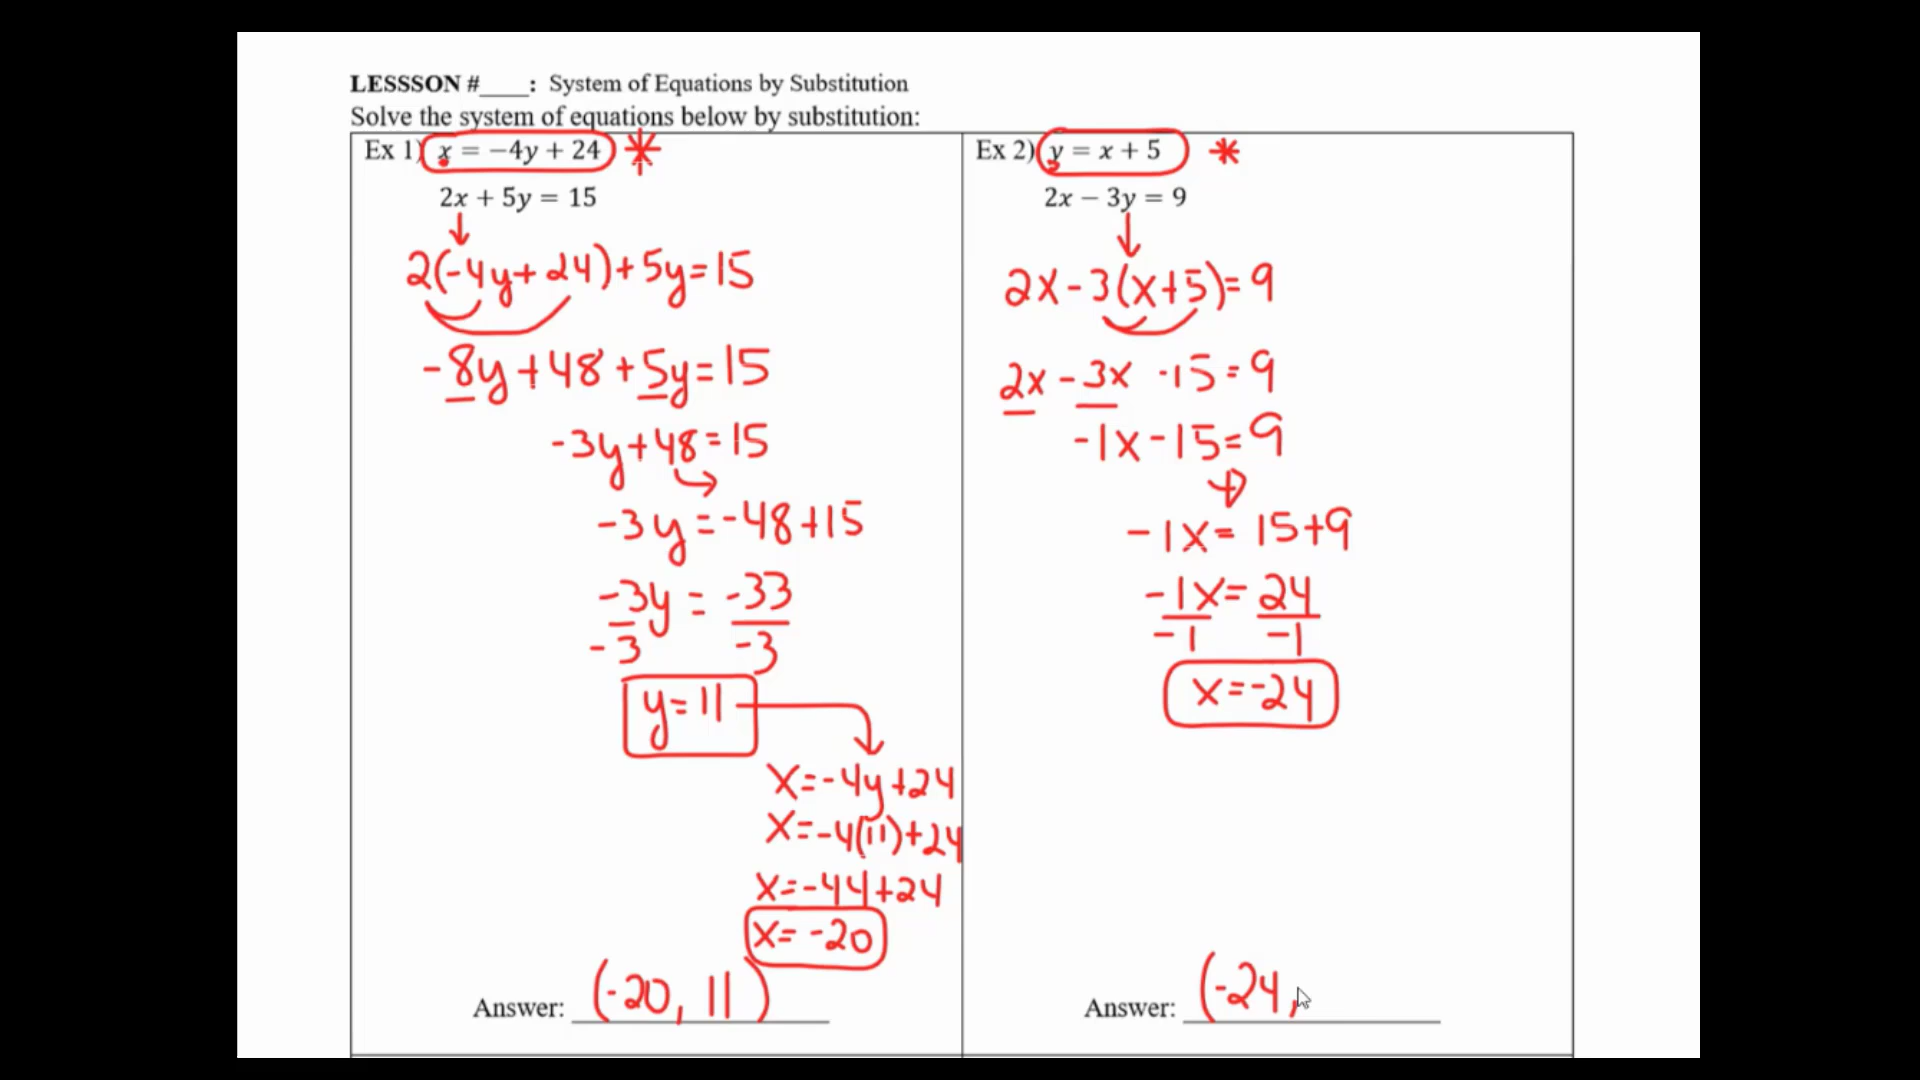 LESSSON #____: System of Equations by Substitution
Solve the system of equations below by substitution:
Ex 1) x = −4y + 24 *
2x + 5y = 15
2(-4y+24)+5y=15
-8y+48+5y=15
-3y+48=15
-3y=-48+15
-3y = -33
-3 -3
y=11
x=-4y+24
x=-4(11)+24
x=-44+24
x=-20
Answer: (-20, 11)
Ex 2) y = x + 5 *
2x − 3y = 9
2x-3(x+5)=9
2x-3x-15=9
-1x-15=9
-1x=15+9
-1x=24
-1 -1
x=-24
Answer: (-24,